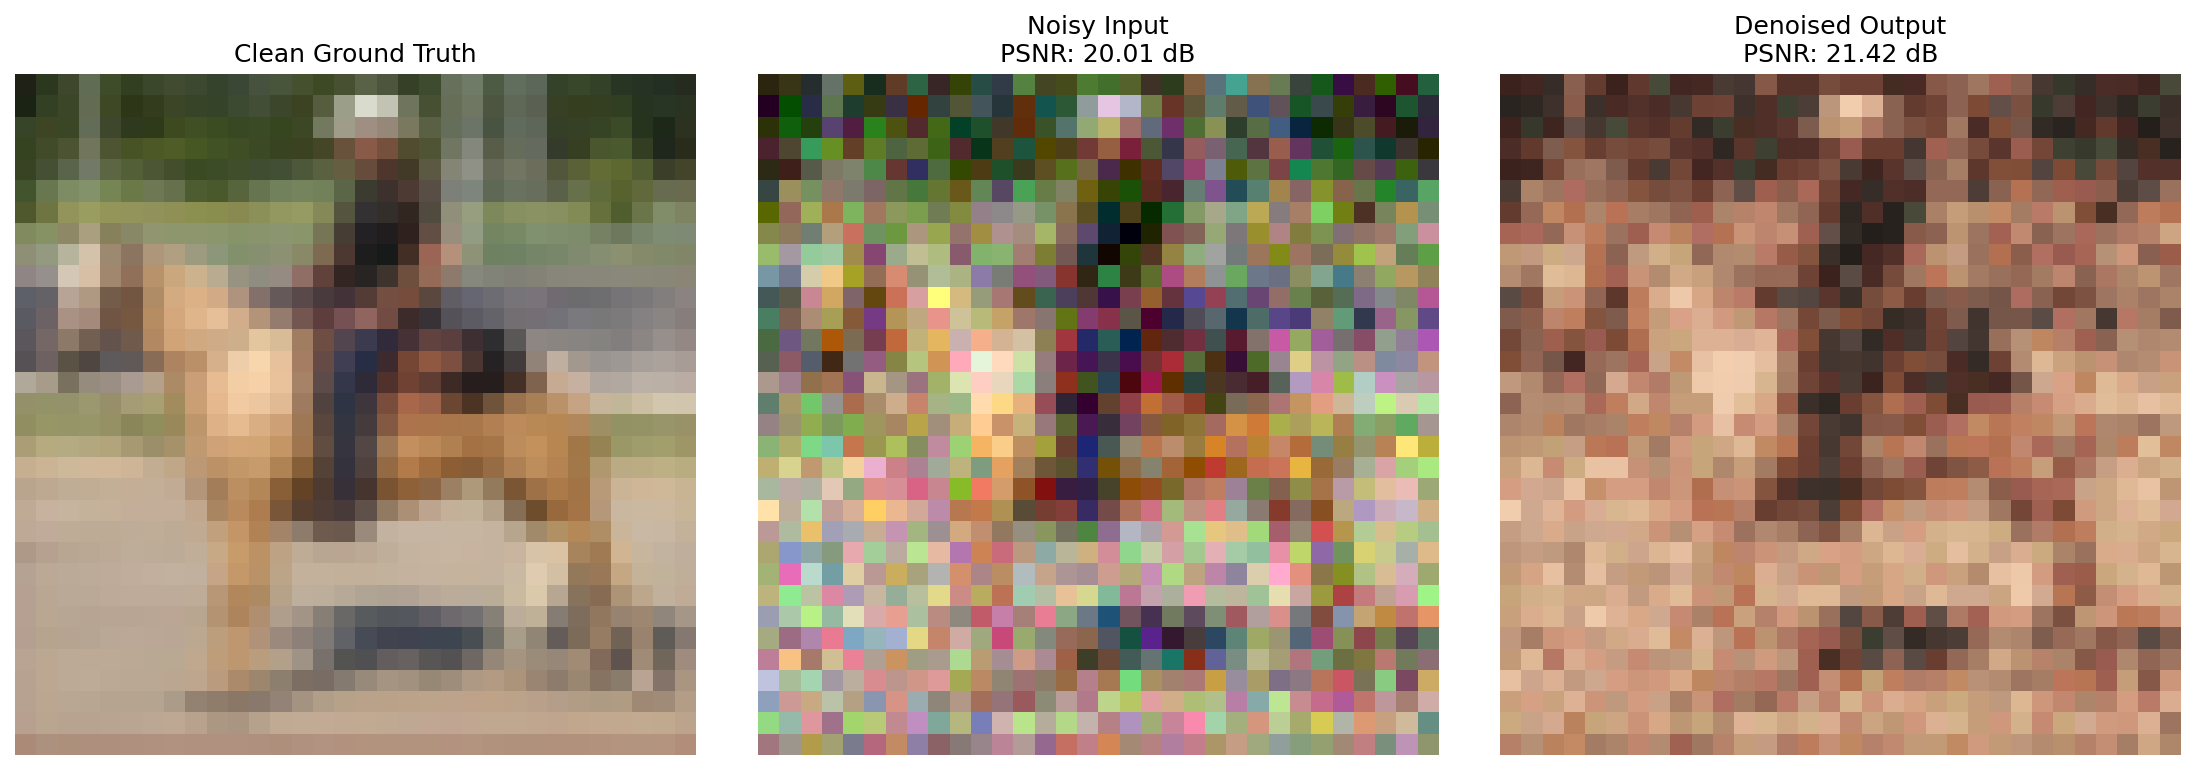 Clean Ground Truth
Noisy Input
PSNR: 20.01 dB
Denoised Output
PSNR: 21.42 dB